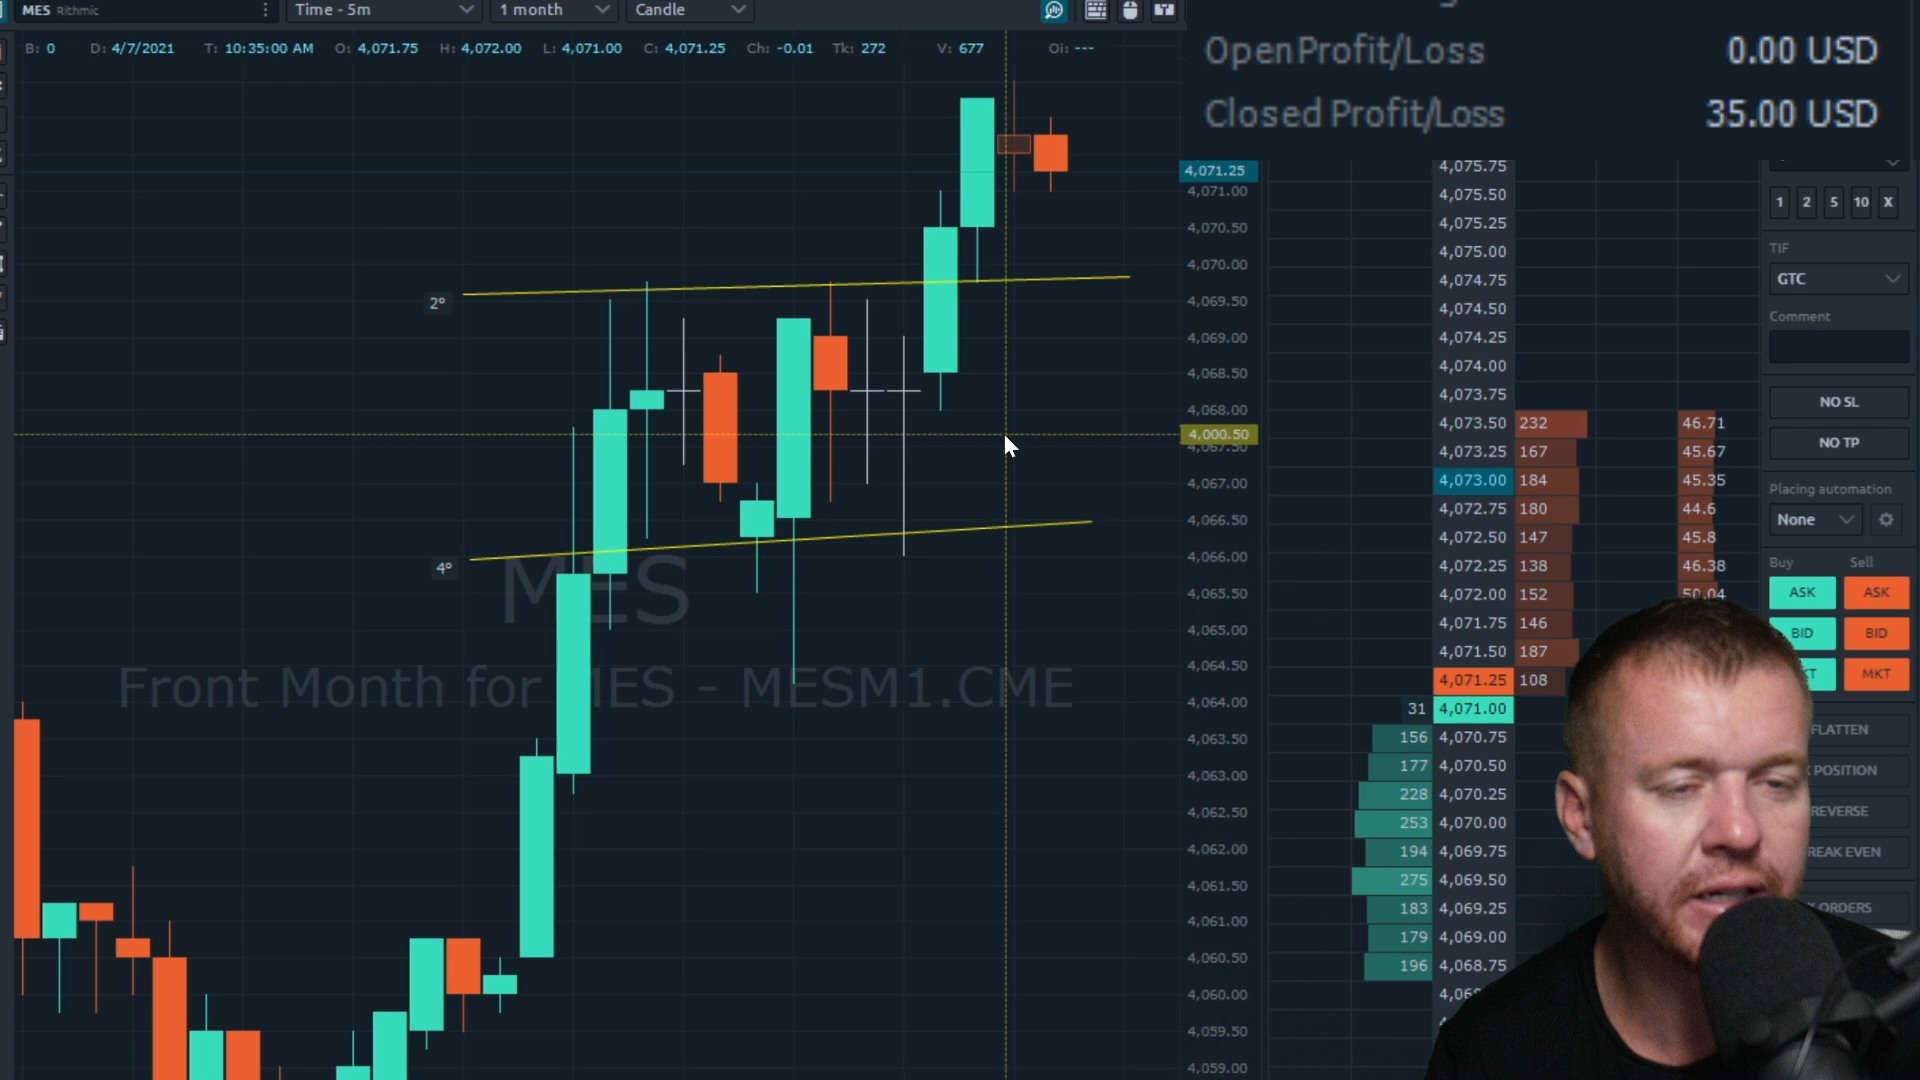 MES Rithmic
Time - 5m
1 month
Candle
B: 0 D: 4/7/2021 T: 10:35:00 AM O: 4,071.75 H: 4,072.00 L: 4,071.00 C: 4,071.25 Ch: -0.01 Tk: 272 V: 677 Oi: ---
OpenProfit/Loss 0.00 USD
Closed Profit/Loss 35.00 USD
2°
4°
MES
Front Month for MES - MESM1.CME
4,071.25
4,071.00
4,070.50
4,070.00
4,069.50
4,069.00
4,068.50
4,068.00
4,000.50
4,067.50
4,067.00
4,066.50
4,066.00
4,065.50
4,065.00
4,064.50
4,064.00
4,063.50
4,063.00
4,062.50
4,062.00
4,061.50
4,061.00
4,060.50
4,060.00
4,059.50
4,059.00
4,075.75
4,075.50
4,075.25
4,075.00
4,074.75
4,074.50
4,074.25
4,074.00
4,073.75
4,073.50 232 46.71
4,073.25 167 45.67
4,073.00 184 45.35
4,072.75 180 44.6
4,072.50 147 45.8
4,072.25 138 46.38
4,072.00 152 50.04
4,071.75 146
4,071.50 187
4,071.25 108
31 4,071.00
156 4,070.75
177 4,070.50
228 4,070.25
253 4,070.00
194 4,069.75
275 4,069.50
183 4,069.25
179 4,069.00
196 4,068.75
1 2 5 10 X
TIF
GTC
Comment
NO SL
NO TP
Placing automation
None
Buy Sell
ASK ASK
BID BID
MKT
FLATTEN
POSITION
REVERSE
REAK EVEN
ORDERS